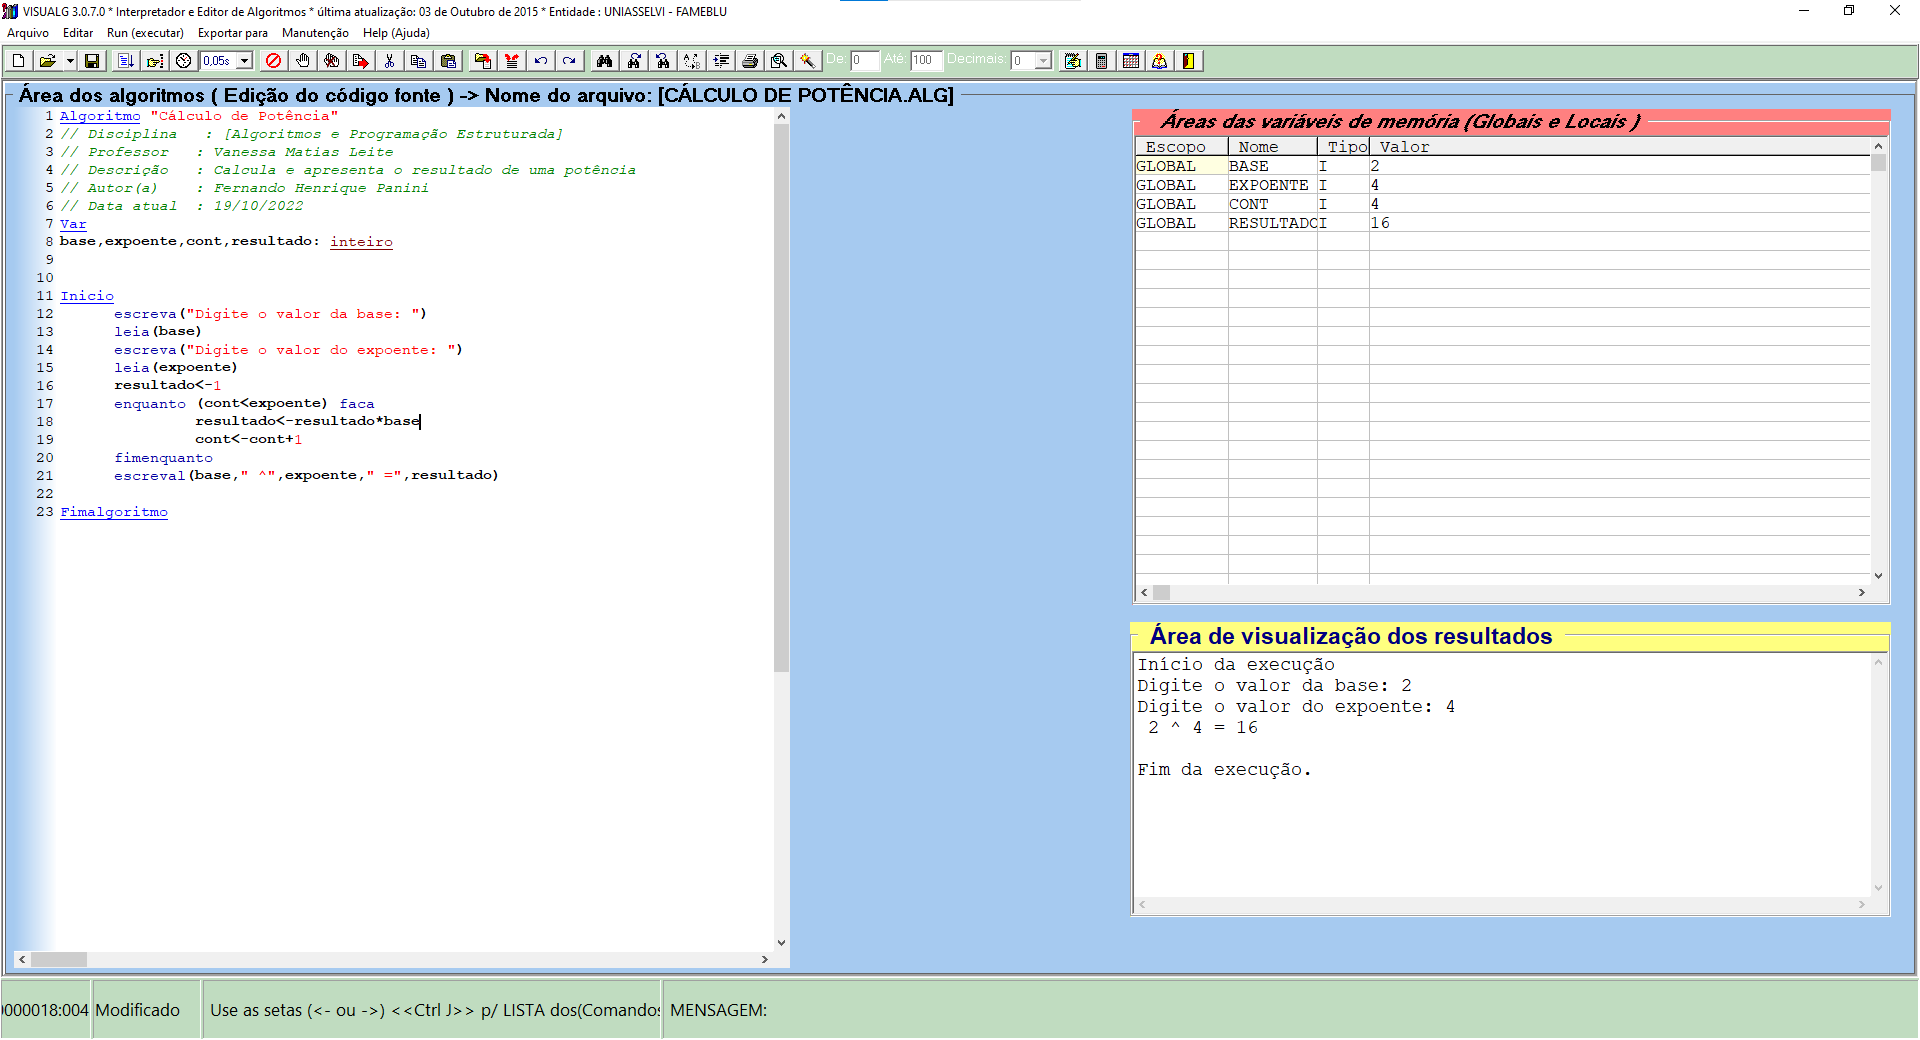 VISUALG 3.0.7.0 * Interpretador e Editor de Algoritmos * última atualização: 03 de Outubro de 2015 * Entidade : UNIASSELVI - FAMEBLU
Arquivo Editar Run (executar) Exportar para Manutenção Help (Ajuda)
0,05s De: 0 Até: 100 Decimais: 0
Área dos algoritmos ( Edição do código fonte ) -> Nome do arquivo: [CÁLCULO DE POTÊNCIA.ALG]
1 Algoritmo "Cálculo de Potência"
2 // Disciplina : [Algoritmos e Programação Estruturada]
3 // Professor : Vanessa Matias Leite
4 // Descrição : Calcula e apresenta o resultado de uma potência
5 // Autor(a) : Fernando Henrique Panini
6 // Data atual : 19/10/2022
7 Var
8 base,expoente,cont,resultado: inteiro
9
10
11 Inicio
12 escreva("Digite o valor da base: ")
13 leia(base)
14 escreva("Digite o valor do expoente: ")
15 leia(expoente)
16 resultado<-1
17 enquanto (cont<expoente) faca
18 resultado<-resultado*base
19 cont<-cont+1
20 fimenquanto
21 escreval(base," ^",expoente," =",resultado)
22
23 Fimalgoritmo
Áreas das variáveis de memória (Globais e Locais )
Escopo Nome Tipo Valor
GLOBAL BASE I 2
GLOBAL EXPOENTE I 4
GLOBAL CONT I 4
GLOBAL RESULTADO I 16
Área de visualização dos resultados
Início da execução
Digite o valor da base: 2
Digite o valor do expoente: 4
2 ^ 4 = 16
Fim da execução.
0000018:004 Modificado Use as setas (<- ou ->) <<Ctrl J>> p/ LISTA dos(Comandos MENSAGEM: